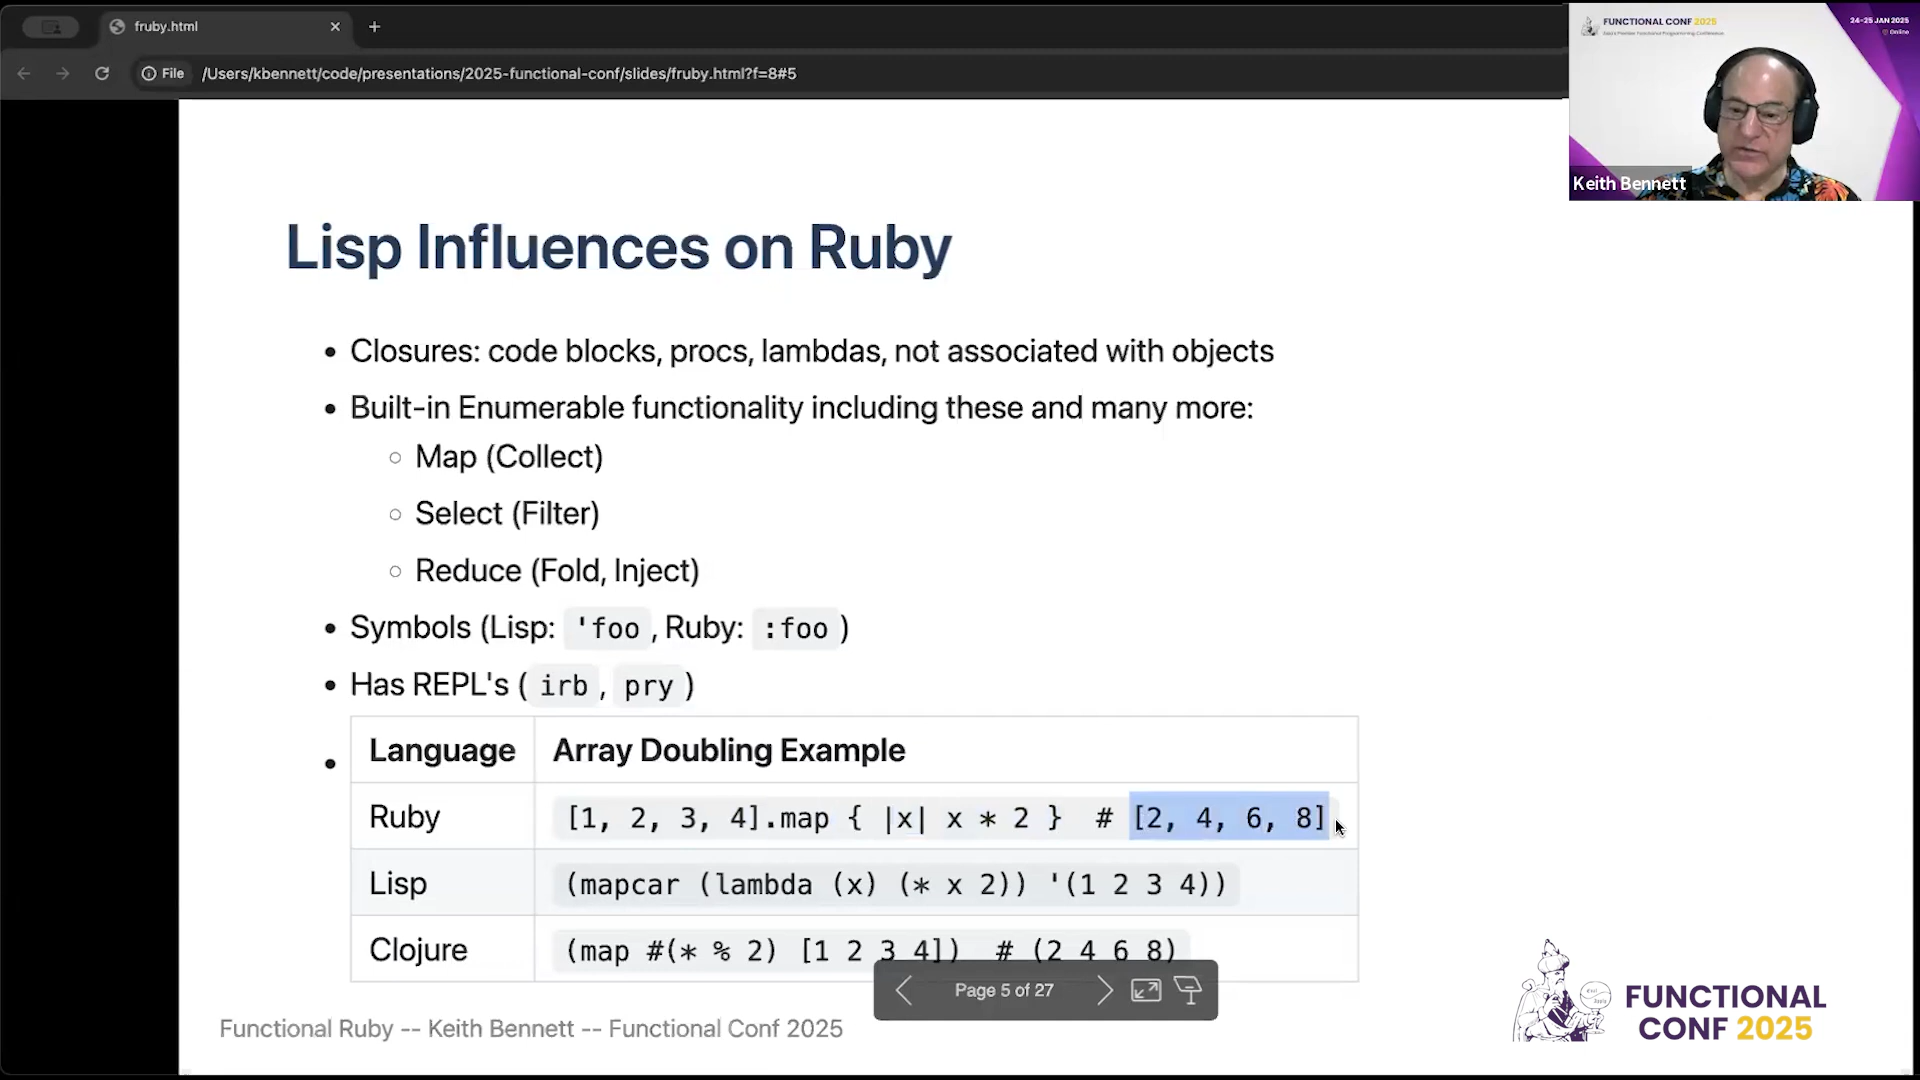 fruby.html
File /Users/kbennett/code/presentations/2025-functional-conf/slides/fruby.html?f=8#5
FUNCTIONAL CONF 2025
24-25 JAN 2025
Online
Keith Bennett
Lisp Influences on Ruby
• Closures: code blocks, procs, lambdas, not associated with objects
• Built-in Enumerable functionality including these and many more:
○ Map (Collect)
○ Select (Filter)
○ Reduce (Fold, Inject)
• Symbols (Lisp: 'foo, Ruby: :foo)
• Has REPL's (irb, pry)
• Language Array Doubling Example
Ruby [1, 2, 3, 4].map { |x| x * 2 } # [2, 4, 6, 8]
Lisp (mapcar (lambda (x) (* x 2)) '(1 2 3 4))
Clojure (map #(* % 2) [1 2 3 4]) # (2 4 6 8)
Page 5 of 27
Functional Ruby -- Keith Bennett -- Functional Conf 2025
FUNCTIONAL
CONF 2025